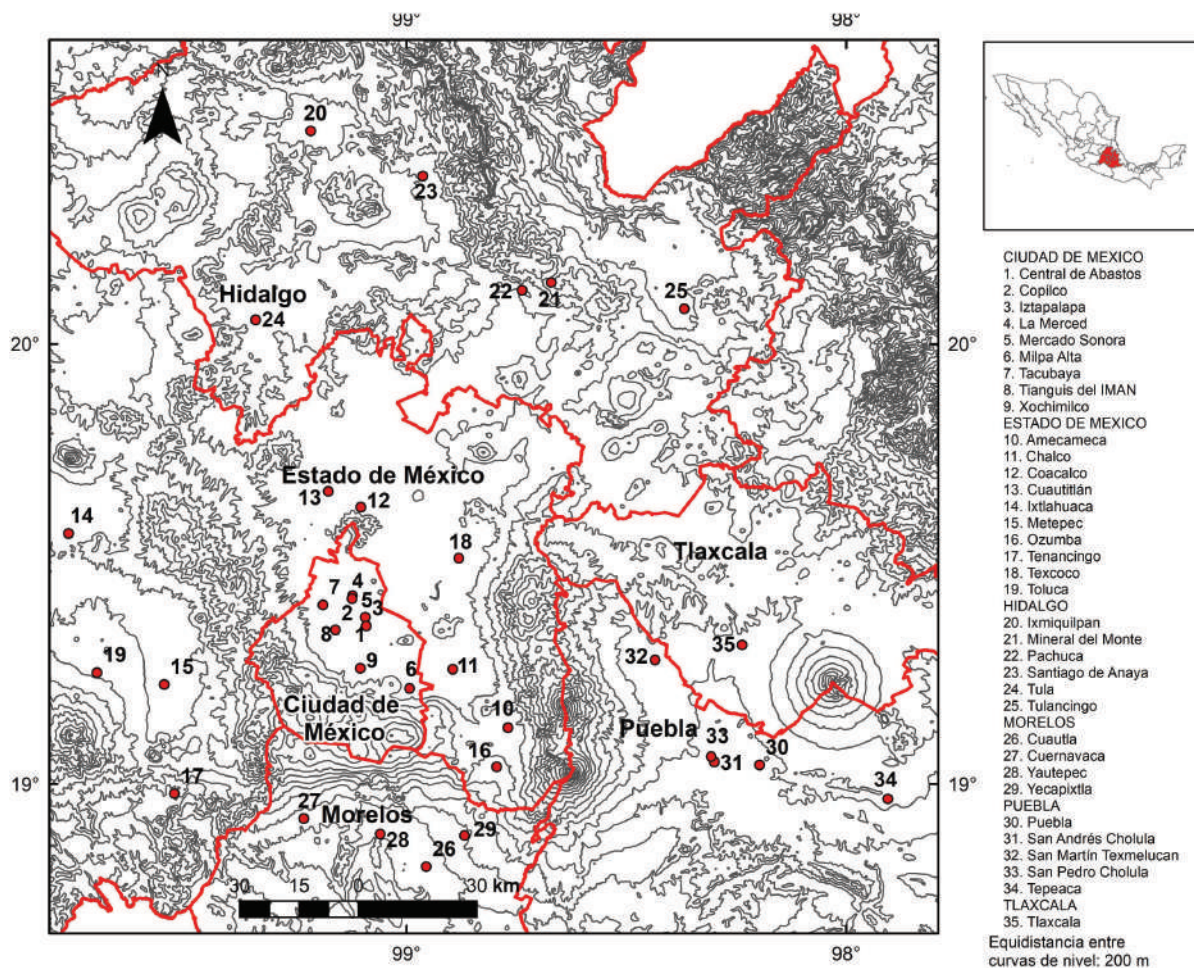 99°
98°
N
20
23
Hidalgo
22
21
25
24
20°
20°
Estado de México
13
12
14
18
Tlaxcala
7
4
5
3
2
8
1
35
32
19
15
9
6
11
Ciudad de
México
10
Puebla
33
30
16
31
17
34
19°
19°
27
Morelos
28
29
26
30 15 0 30 km
99°
98°
CIUDAD DE MEXICO
1. Central de Abastos
2. Copilco
3. Iztapalapa
4. La Merced
5. Mercado Sonora
6. Milpa Alta
7. Tacubaya
8. Tianguis del IMAN
9. Xochimilco
ESTADO DE MEXICO
10. Amecameca
11. Chalco
12. Coacalco
13. Cuautitlán
14. Ixtlahuaca
15. Metepec
16. Ozumba
17. Tenancingo
18. Texcoco
19. Toluca
HIDALGO
20. Ixmiquilpan
21. Mineral del Monte
22. Pachuca
23. Santiago de Anaya
24. Tula
25. Tulancingo
MORELOS
26. Cuautla
27. Cuernavaca
28. Yautepec
29. Yecapixtla
PUEBLA
30. Puebla
31. San Andrés Cholula
32. San Martín Texmelucan
33. San Pedro Cholula
34. Tepeaca
TLAXCALA
35. Tlaxcala
Equidistancia entre
curvas de nivel: 200 m